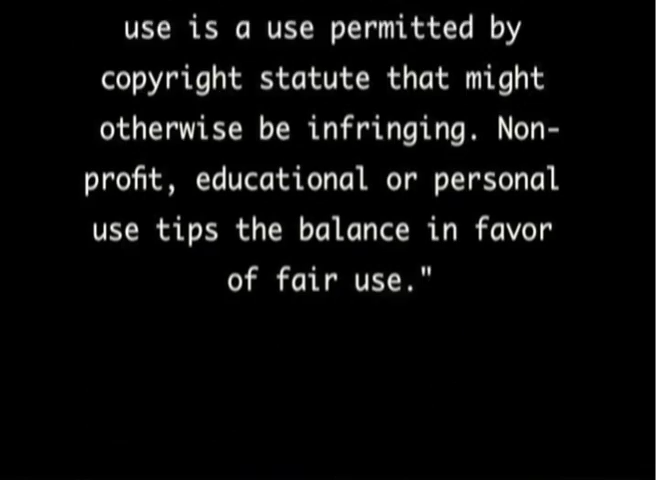 use is a use permitted by
copyright statute that might
otherwise be infringing. Non-
profit, educational or personal
use tips the balance in favor
of fair use."